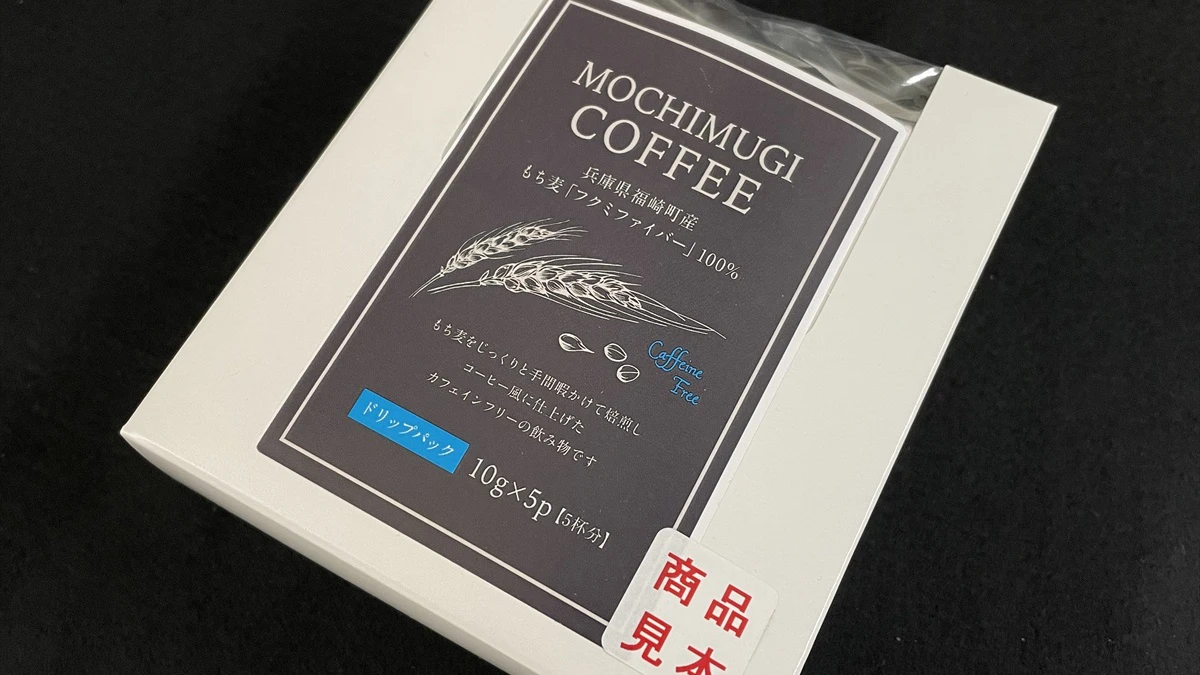 MOCHIMUGI
COFFEE
兵庫県福崎町産
もち麦「フクミファイバー」100%
Caffeine
Free
もち麦をじっくりと手間暇かけて焙煎し
コーヒー風に仕上げた
カフェインフリーの飲み物です
ドリップパック
10g×5p【5杯分】
商品
見本